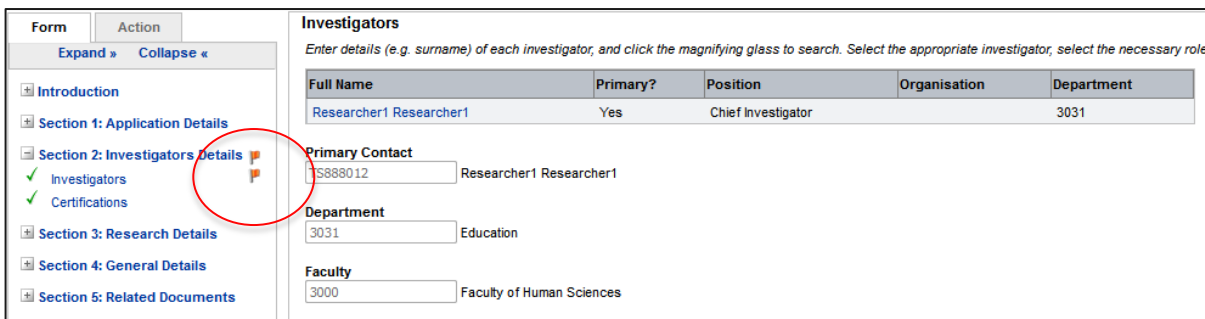 Form Action
Expand » Collapse «
Introduction
Section 1: Application Details
Section 2: Investigators Details
Investigators
Certifications
Section 3: Research Details
Section 4: General Details
Section 5: Related Documents
Investigators
Enter details (e.g. surname) of each investigator, and click the magnifying glass to search. Select the appropriate investigator, select the necessary role
Full Name Primary? Position Organisation Department
Researcher1 Researcher1 Yes Chief Investigator 3031
Primary Contact
TS888012 Researcher1 Researcher1
Department
3031 Education
Faculty
3000 Faculty of Human Sciences